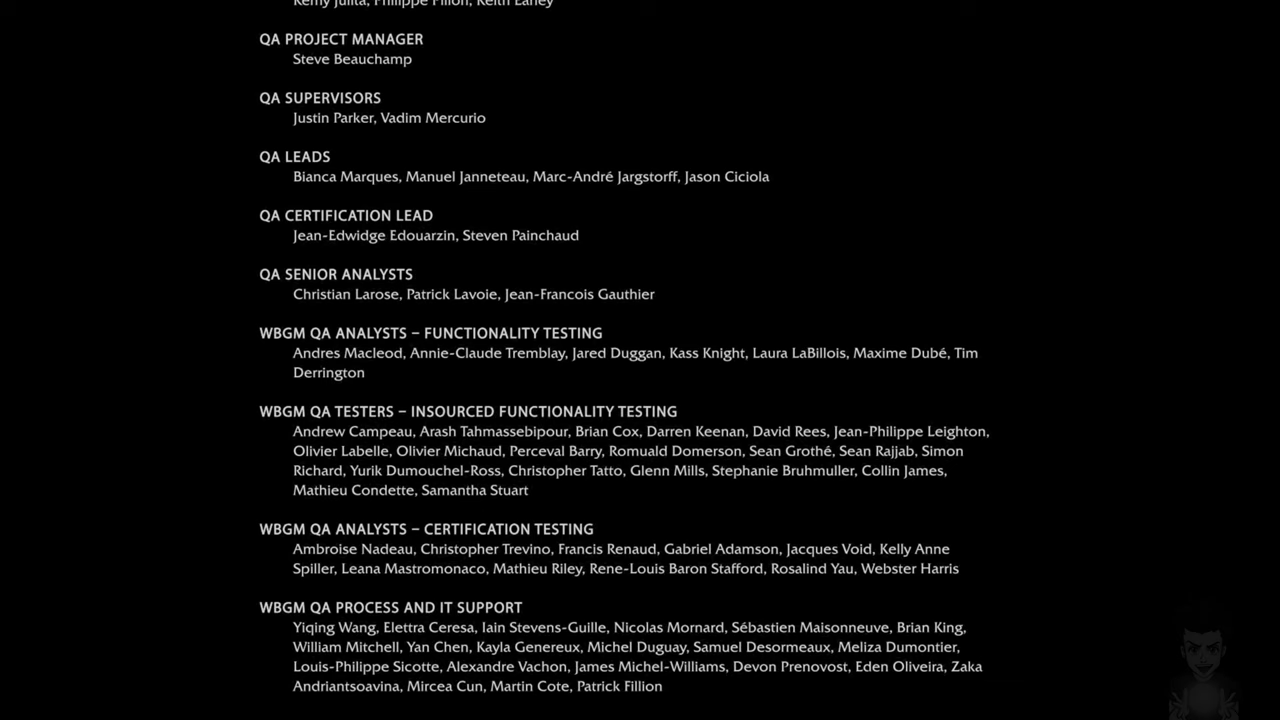 Remy Julita, Philippe Fillon, Keith Laney
QA PROJECT MANAGER
Steve Beauchamp
QA SUPERVISORS
Justin Parker, Vadim Mercurio
QA LEADS
Bianca Marques, Manuel Janneteau, Marc-André Jargstorff, Jason Ciciola
QA CERTIFICATION LEAD
Jean-Edwidge Edouarzin, Steven Painchaud
QA SENIOR ANALYSTS
Christian Larose, Patrick Lavoie, Jean-Francois Gauthier
WBGM QA ANALYSTS – FUNCTIONALITY TESTING
Andres Macleod, Annie-Claude Tremblay, Jared Duggan, Kass Knight, Laura LaBillois, Maxime Dubé, Tim
Derrington
WBGM QA TESTERS – INSOURCED FUNCTIONALITY TESTING
Andrew Campeau, Arash Tahmassebipour, Brian Cox, Darren Keenan, David Rees, Jean-Philippe Leighton,
Olivier Labelle, Olivier Michaud, Perceval Barry, Romuald Domerson, Sean Grothé, Sean Rajjab, Simon
Richard, Yurik Dumouchel-Ross, Christopher Tatto, Glenn Mills, Stephanie Bruhmuller, Collin James,
Mathieu Condette, Samantha Stuart
WBGM QA ANALYSTS – CERTIFICATION TESTING
Ambroise Nadeau, Christopher Trevino, Francis Renaud, Gabriel Adamson, Jacques Void, Kelly Anne
Spiller, Leana Mastromonaco, Mathieu Riley, Rene-Louis Baron Stafford, Rosalind Yau, Webster Harris
WBGM QA PROCESS AND IT SUPPORT
Yiqing Wang, Elettra Ceresa, Iain Stevens-Guille, Nicolas Mornard, Sébastien Maisonneuve, Brian King,
William Mitchell, Yan Chen, Kayla Genereux, Michel Duguay, Samuel Desormeaux, Meliza Dumontier,
Louis-Philippe Sicotte, Alexandre Vachon, James Michel-Williams, Devon Prenovost, Eden Oliveira, Zaka
Andriantsoavina, Mircea Cun, Martin Cote, Patrick Fillion